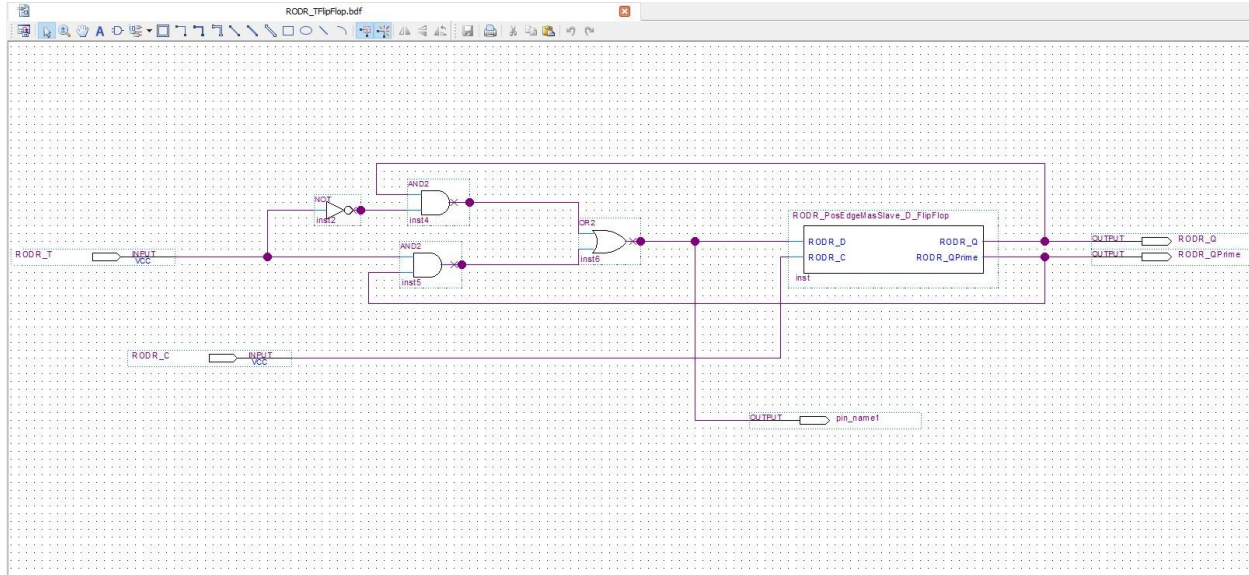 RODR_TFlipFlop.bdf
A
NOT
inst2
AND2
inst4
AND2
inst5
OR2
inst6
RODR_PosEdgeMasSlave_D_FlipFlop
RODR_D
RODR_Q
RODR_C
RODR_QPrime
inst
OUTPUT
RODR_Q
OUTPUT
RODR_QPrime
RODR_T
INPUT
VCC
RODR_C
INPUT
VCC
OUTPUT
pin_name1